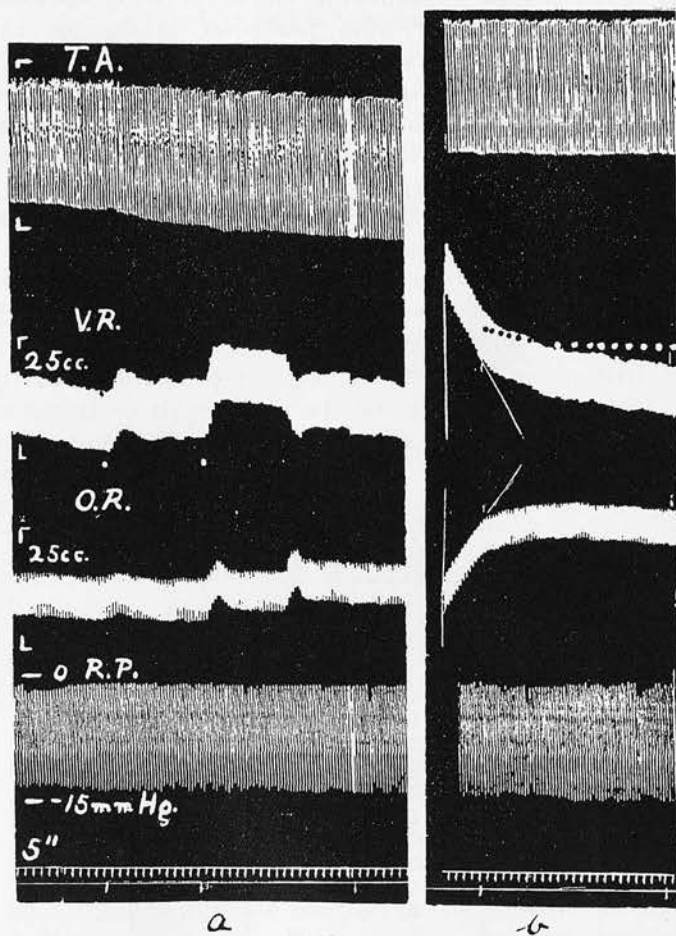 T.A.
V.R.
25cc.
O.R.
25cc.
- 0 R.P.
- -15mm Hg.
5"
a
b